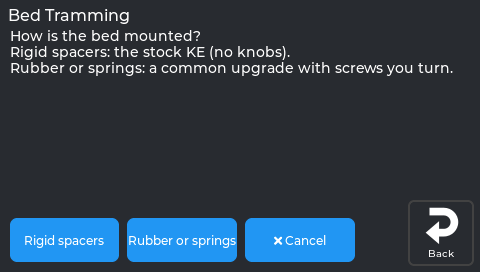 Bed Tramming
How is the bed mounted?
Rigid spacers: the stock KE (no knobs).
Rubber or springs: a common upgrade with screws you turn.
Rigid spacers
Rubber or springs
Cancel
Back